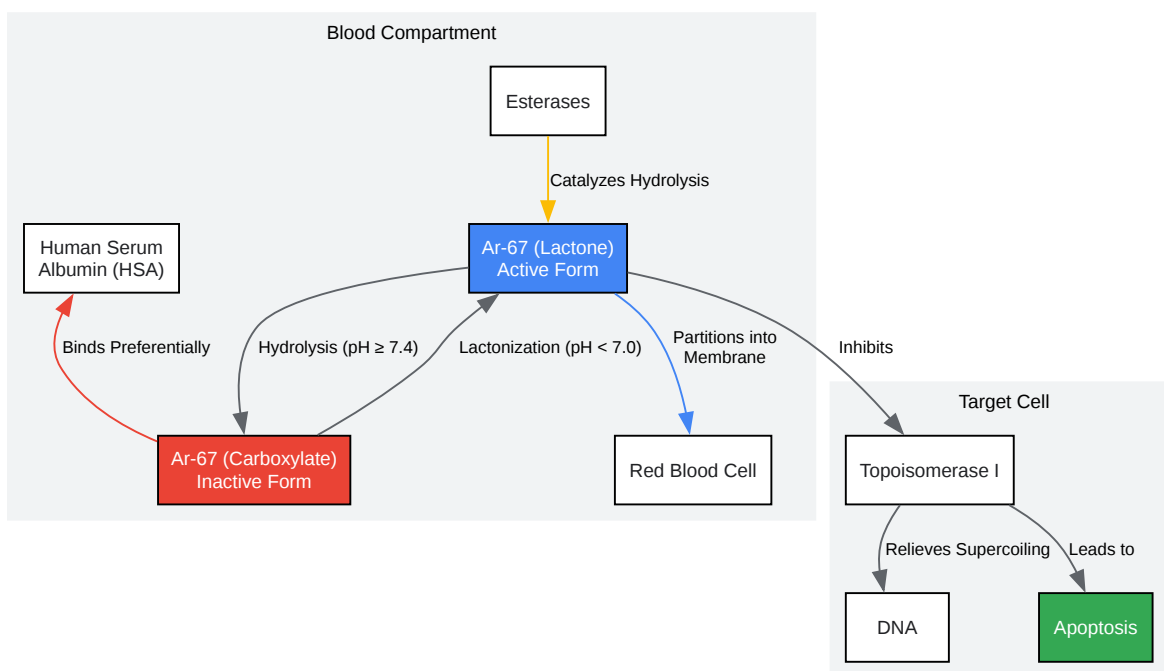 Blood Compartment
Esterases
Catalyzes Hydrolysis
Human Serum
Albumin (HSA)
Ar-67 (Lactone)
Active Form
Binds Preferentially
Hydrolysis (pH ≥ 7.4)
Lactonization (pH < 7.0)
Partitions into
Membrane
Inhibits
Target Cell
Ar-67 (Carboxylate)
Inactive Form
Red Blood Cell
Topoisomerase I
Relieves Supercoiling
Leads to
DNA
Apoptosis